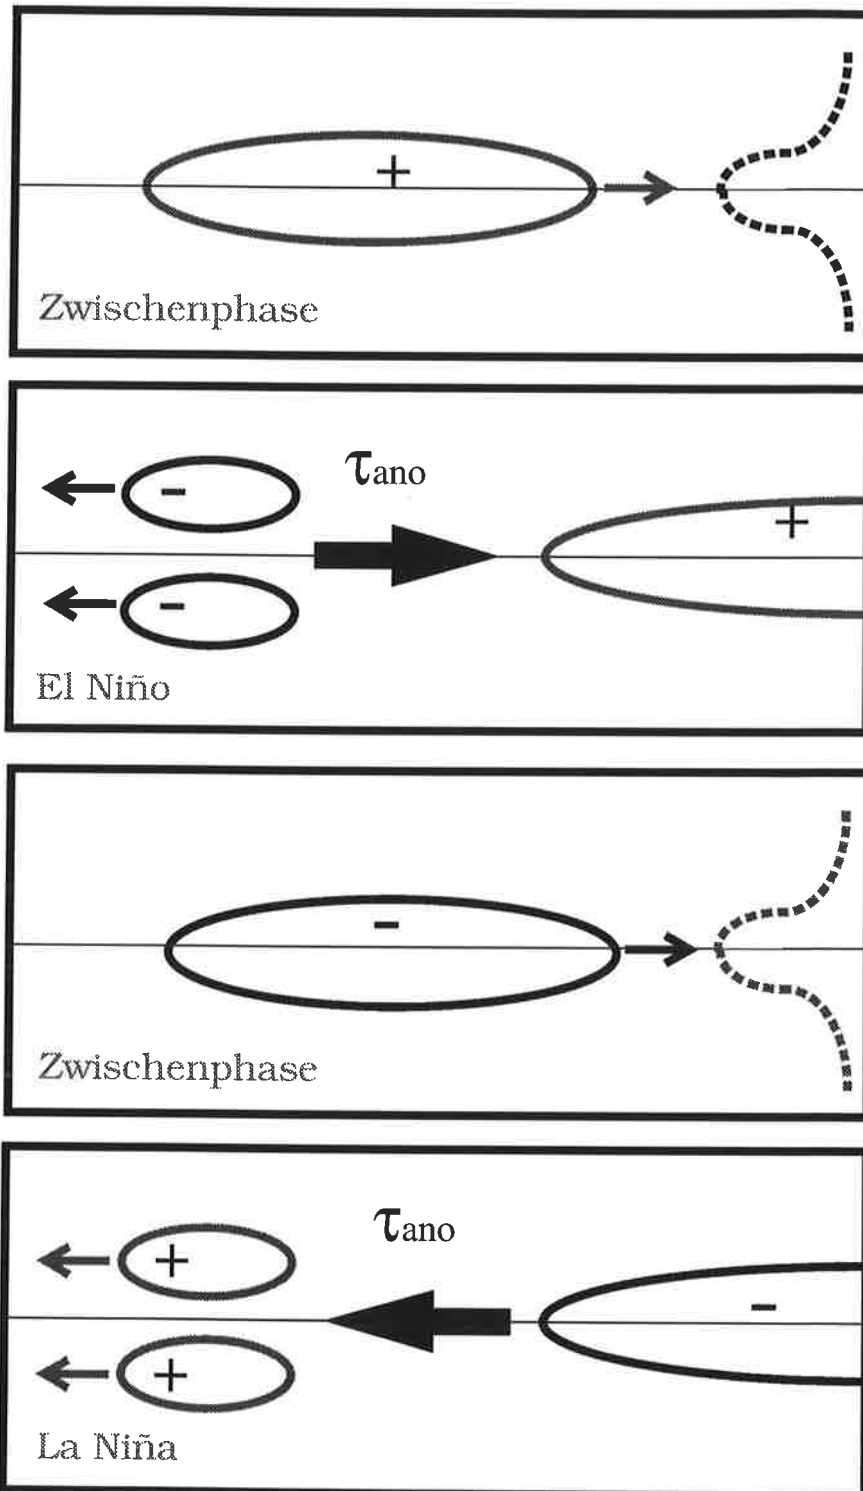 +
Zwischenphase
τano
-
+
-
El Niño
-
Zwischenphase
τano
+
-
+
La Niña